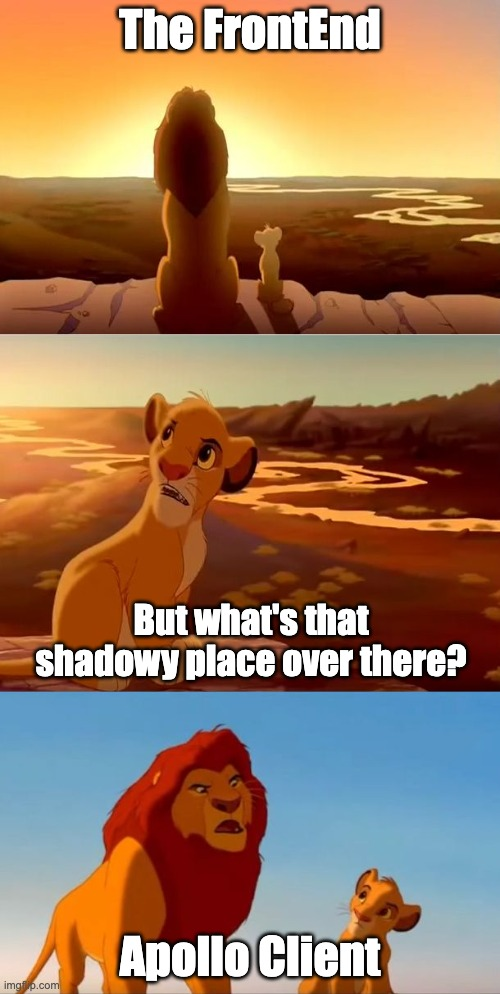 The FrontEnd
But what's that
shadowy place over there?
Apollo Client
imgflip.com